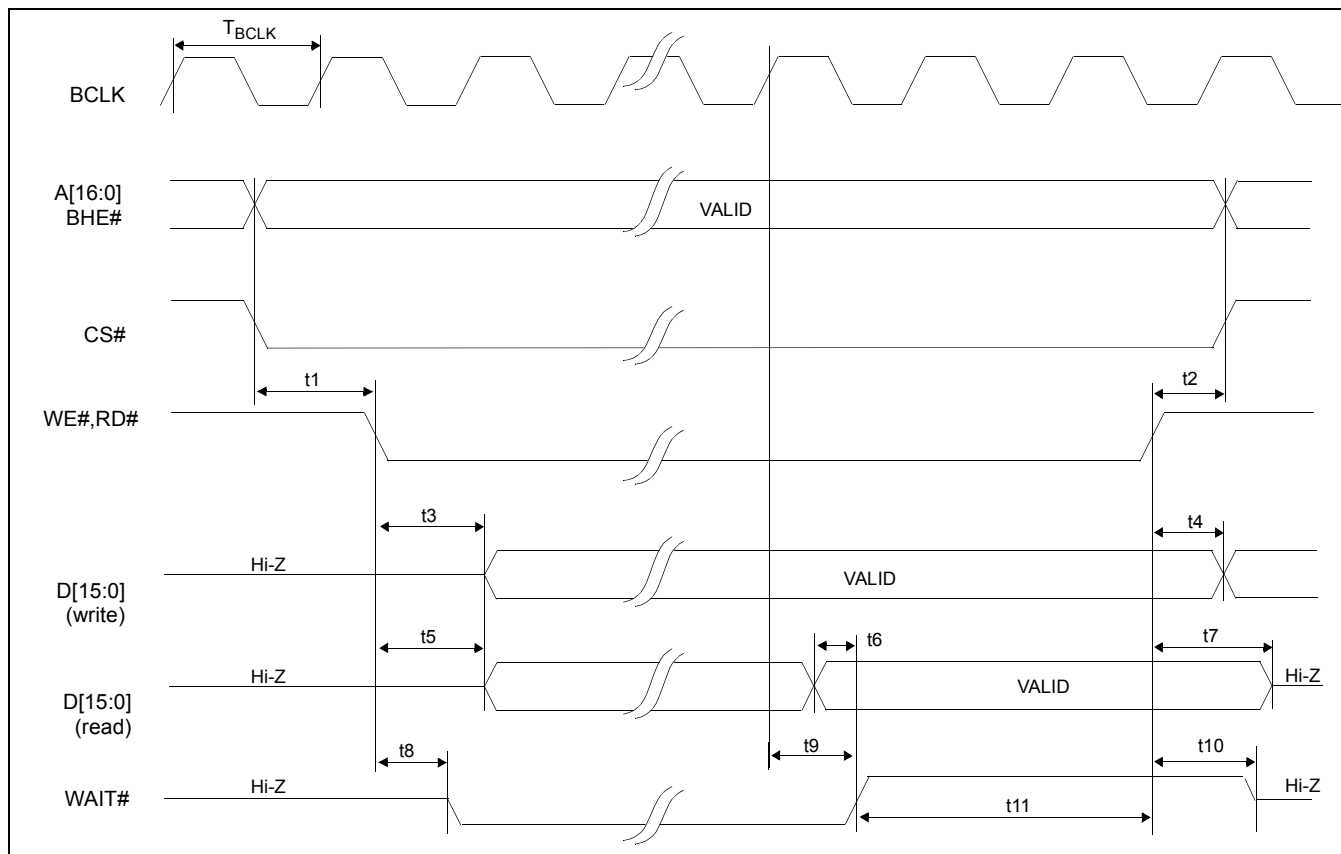 TBCLK
BCLK
A[16:0]
BHE#
VALID
CS#
t1
t2
WE#,RD#
t3
t4
Hi-Z
VALID
D[15:0]
(write)
t5
t6
t7
Hi-Z
VALID
Hi-Z
D[15:0]
(read)
t8
t9
t10
Hi-Z
Hi-Z
WAIT#
t11